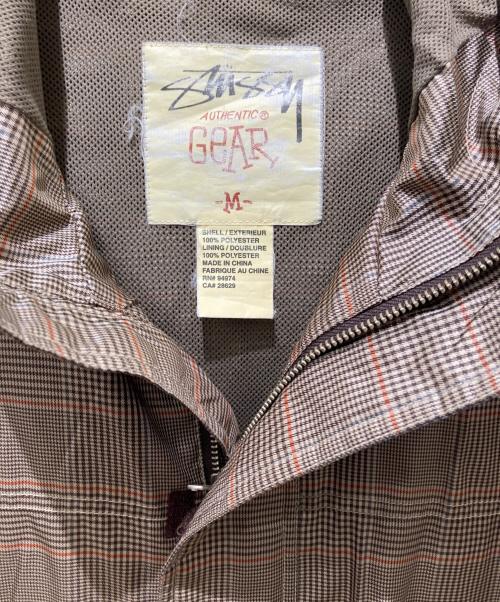 STÜSSY
AUTHENTIC®
GEAR
-M-
SHELL / EXTERIEUR
100% POLYESTER
LINING / DOUBLURE
100% POLYESTER
MADE IN CHINA
FABRIQUE AU CHINE
RN# 94974
CA# 28629